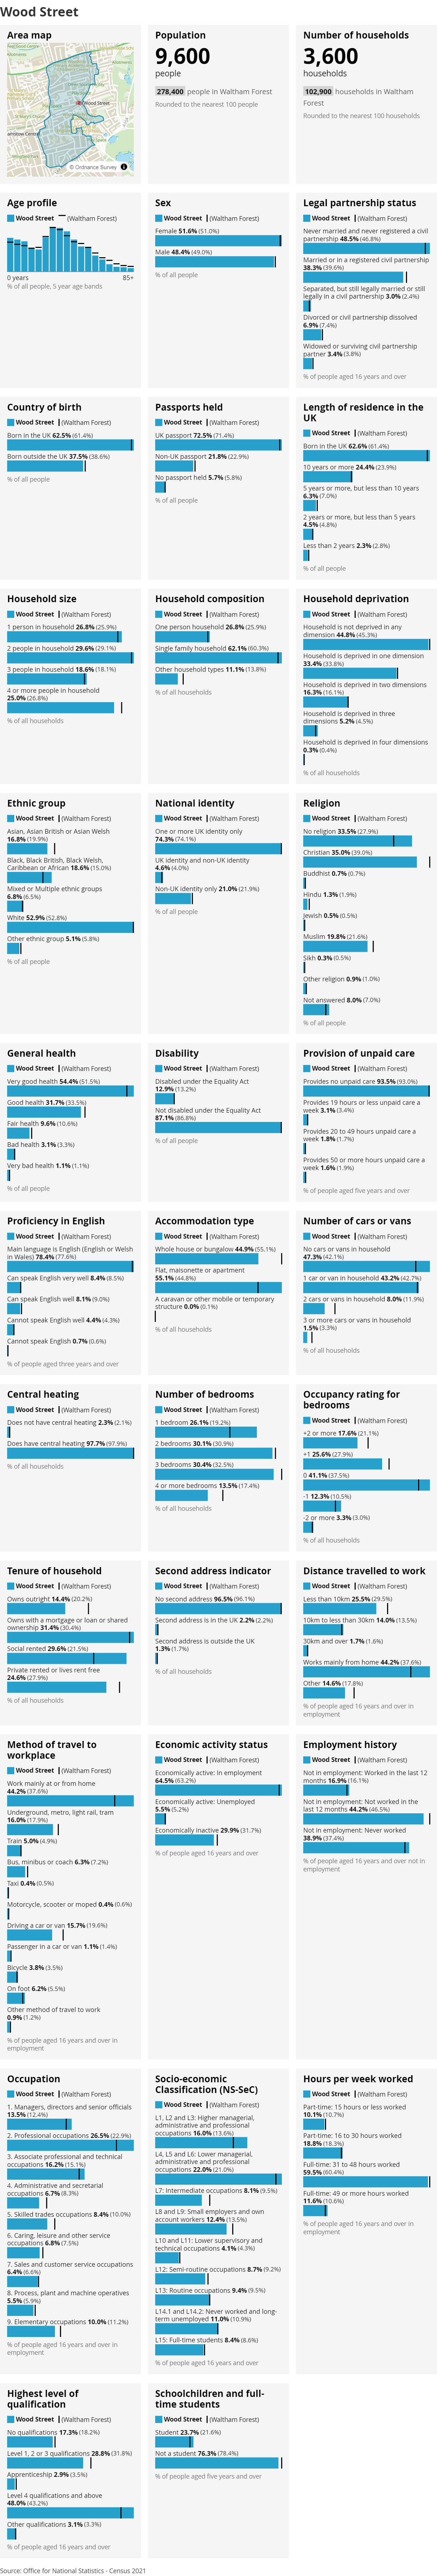 Wood Street
Area map
Wood Street
© Ordnance Survey
Population
9,600
people
278,400 people in Waltham Forest
Rounded to the nearest 100 people
Number of households
3,600
households
102,900 households in Waltham
Forest
Rounded to the nearest 100 households
Age profile
Wood Street (Waltham Forest)
0 years 85+
% of all people, 5 year age bands
Sex
Wood Street (Waltham Forest)
Female 51.6% (51.0%)
Male 48.4% (49.0%)
% of all people
Legal partnership status
Wood Street (Waltham Forest)
Never married and never registered a civil
partnership 48.5% (46.8%)
Married or in a registered civil partnership
38.3% (39.6%)
Separated, but still legally married or still
legally in a civil partnership 3.0% (2.4%)
Divorced or civil partnership dissolved
6.9% (7.4%)
Widowed or surviving civil partnership
partner 3.4% (3.8%)
% of people aged 16 years and over
Country of birth
Wood Street (Waltham Forest)
Born in the UK 62.5% (61.4%)
Born outside the UK 37.5% (38.6%)
% of all people
Passports held
Wood Street (Waltham Forest)
UK passport 72.5% (71.4%)
Non-UK passport 21.8% (22.9%)
No passport held 5.7% (5.8%)
% of all people
Length of residence in the
UK
Wood Street (Waltham Forest)
Born in the UK 62.6% (61.4%)
10 years or more 24.4% (23.9%)
5 years or more, but less than 10 years
6.3% (7.0%)
2 years or more, but less than 5 years
4.5% (4.8%)
Less than 2 years 2.3% (2.8%)
% of all people
Household size
Wood Street (Waltham Forest)
1 person in household 26.8% (25.9%)
2 people in household 29.6% (29.1%)
3 people in household 18.6% (18.1%)
4 or more people in household
25.0% (26.8%)
% of all households
Household composition
Wood Street (Waltham Forest)
One person household 26.8% (25.9%)
Single family household 62.1% (60.3%)
Other household types 11.1% (13.8%)
% of all households
Household deprivation
Wood Street (Waltham Forest)
Household is not deprived in any
dimension 44.8% (45.3%)
Household is deprived in one dimension
33.4% (33.8%)
Household is deprived in two dimensions
16.3% (16.1%)
Household is deprived in three
dimensions 5.2% (4.5%)
Household is deprived in four dimensions
0.3% (0.4%)
% of all households
Ethnic group
Wood Street (Waltham Forest)
Asian, Asian British or Asian Welsh
16.8% (19.9%)
Black, Black British, Black Welsh,
Caribbean or African 18.6% (15.0%)
Mixed or Multiple ethnic groups
6.8% (6.5%)
White 52.9% (52.8%)
Other ethnic group 5.1% (5.8%)
% of all people
National identity
Wood Street (Waltham Forest)
One or more UK identity only
74.3% (74.1%)
UK identity and non-UK identity
4.6% (4.0%)
Non-UK identity only 21.0% (21.9%)
% of all people
Religion
Wood Street (Waltham Forest)
No religion 33.5% (27.9%)
Christian 35.0% (39.0%)
Buddhist 0.7% (0.7%)
Hindu 1.3% (1.9%)
Jewish 0.5% (0.5%)
Muslim 19.8% (21.6%)
Sikh 0.3% (0.5%)
Other religion 0.9% (1.0%)
Not answered 8.0% (7.0%)
% of all people
General health
Wood Street (Waltham Forest)
Very good health 54.4% (51.5%)
Good health 31.7% (33.5%)
Fair health 9.6% (10.6%)
Bad health 3.1% (3.3%)
Very bad health 1.1% (1.1%)
% of all people
Disability
Wood Street (Waltham Forest)
Disabled under the Equality Act
12.9% (13.2%)
Not disabled under the Equality Act
87.1% (86.8%)
% of all people
Provision of unpaid care
Wood Street (Waltham Forest)
Provides no unpaid care 93.5% (93.0%)
Provides 19 hours or less unpaid care a
week 3.1% (3.4%)
Provides 20 to 49 hours unpaid care a
week 1.8% (1.7%)
Provides 50 or more hours unpaid care a
week 1.6% (1.9%)
% of people aged five years and over
Proficiency in English
Wood Street (Waltham Forest)
Main language is English (English or Welsh
in Wales) 78.4% (77.6%)
Can speak English very well 8.4% (8.5%)
Can speak English well 8.1% (9.0%)
Cannot speak English well 4.4% (4.3%)
Cannot speak English 0.7% (0.6%)
% of people aged three years and over
Accommodation type
Wood Street (Waltham Forest)
Whole house or bungalow 44.9% (55.1%)
Flat, maisonette or apartment
55.1% (44.8%)
A caravan or other mobile or temporary
structure 0.0% (0.1%)
% of all households
Number of cars or vans
Wood Street (Waltham Forest)
No cars or vans in household
47.3% (42.1%)
1 car or van in household 43.2% (42.7%)
2 cars or vans in household 8.0% (11.9%)
3 or more cars or vans in household
1.5% (3.3%)
% of all households
Central heating
Wood Street (Waltham Forest)
Does not have central heating 2.3% (2.1%)
Does have central heating 97.7% (97.9%)
% of all households
Number of bedrooms
Wood Street (Waltham Forest)
1 bedroom 26.1% (19.2%)
2 bedrooms 30.1% (30.9%)
3 bedrooms 30.4% (32.5%)
4 or more bedrooms 13.5% (17.4%)
% of all households
Occupancy rating for
bedrooms
Wood Street (Waltham Forest)
+2 or more 17.6% (21.1%)
+1 25.6% (27.9%)
0 41.1% (37.5%)
-1 12.3% (10.5%)
-2 or more 3.3% (3.0%)
% of all households
Tenure of household
Wood Street (Waltham Forest)
Owns outright 14.4% (20.2%)
Owns with a mortgage or loan or shared
ownership 31.4% (30.4%)
Social rented 29.6% (21.5%)
Private rented or lives rent free
24.6% (27.9%)
% of all households
Second address indicator
Wood Street (Waltham Forest)
No second address 96.5% (96.1%)
Second address is in the UK 2.2% (2.2%)
Second address is outside the UK
1.3% (1.7%)
% of all households
Distance travelled to work
Wood Street (Waltham Forest)
Less than 10km 25.5% (29.5%)
10km to less than 30km 14.0% (13.5%)
30km and over 1.7% (1.6%)
Works mainly from home 44.2% (37.6%)
Other 14.6% (17.8%)
% of people aged 16 years and over in
employment
Method of travel to
workplace
Wood Street (Waltham Forest)
Work mainly at or from home
44.2% (37.6%)
Underground, metro, light rail, tram
16.0% (17.9%)
Train 5.0% (4.9%)
Bus, minibus or coach 6.3% (7.2%)
Taxi 0.4% (0.5%)
Motorcycle, scooter or moped 0.4% (0.6%)
Driving a car or van 15.7% (19.6%)
Passenger in a car or van 1.1% (1.4%)
Bicycle 3.8% (3.5%)
On foot 6.2% (5.5%)
Other method of travel to work
0.9% (1.2%)
% of people aged 16 years and over in
employment
Economic activity status
Wood Street (Waltham Forest)
Economically active: In employment
64.5% (63.2%)
Economically active: Unemployed
5.5% (5.2%)
Economically inactive 29.9% (31.7%)
% of people aged 16 years and over
Employment history
Wood Street (Waltham Forest)
Not in employment: Worked in the last 12
months 16.9% (16.1%)
Not in employment: Not worked in the
last 12 months 44.2% (46.5%)
Not in employment: Never worked
38.9% (37.4%)
% of people aged 16 years and over not in
employment
Occupation
Wood Street (Waltham Forest)
1. Managers, directors and senior officials
13.5% (12.4%)
2. Professional occupations 26.5% (22.9%)
3. Associate professional and technical
occupations 16.2% (15.1%)
4. Administrative and secretarial
occupations 6.7% (8.3%)
5. Skilled trades occupations 8.4% (10.0%)
6. Caring, leisure and other service
occupations 6.8% (7.5%)
7. Sales and customer service occupations
6.4% (6.6%)
8. Process, plant and machine operatives
5.5% (5.9%)
9. Elementary occupations 10.0% (11.2%)
% of people aged 16 years and over in
employment
Socio-economic
Classification (NS-SeC)
Wood Street (Waltham Forest)
L1, L2 and L3: Higher managerial,
administrative and professional
occupations 16.0% (13.6%)
L4, L5 and L6: Lower managerial,
administrative and professional
occupations 22.0% (21.0%)
L7: Intermediate occupations 8.1% (9.5%)
L8 and L9: Small employers and own
account workers 12.4% (13.5%)
L10 and L11: Lower supervisory and
technical occupations 4.1% (4.3%)
L12: Semi-routine occupations 8.7% (9.2%)
L13: Routine occupations 9.4% (9.5%)
L14.1 and L14.2: Never worked and long-
term unemployed 11.0% (10.9%)
L15: Full-time students 8.4% (8.6%)
% of people aged 16 years and over
Hours per week worked
Wood Street (Waltham Forest)
Part-time: 15 hours or less worked
10.1% (10.7%)
Part-time: 16 to 30 hours worked
18.8% (18.3%)
Full-time: 31 to 48 hours worked
59.5% (60.4%)
Full-time: 49 or more hours worked
11.6% (10.6%)
% of people aged 16 years and over in
employment
Highest level of
qualification
Wood Street (Waltham Forest)
No qualifications 17.3% (18.2%)
Level 1, 2 or 3 qualifications 28.8% (31.8%)
Apprenticeship 2.9% (3.5%)
Level 4 qualifications and above
48.0% (43.2%)
Other qualifications 3.1% (3.3%)
% of people aged 16 years and over
Schoolchildren and full-
time students
Wood Street (Waltham Forest)
Student 23.7% (21.6%)
Not a student 76.3% (78.4%)
% of people aged five years and over
Source: Office for National Statistics - Census 2021